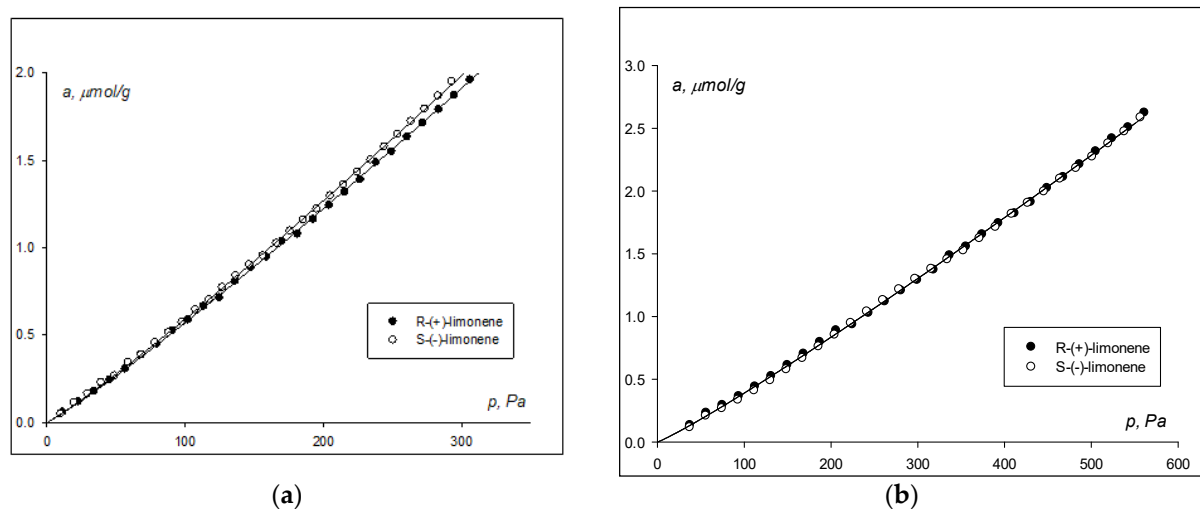 2.0
a, μmol/g
1.5
1.0
R-(+)-limonene
S-(-)-limonene
0.5
p, Pa
0.0
0
100
200
300
(a)
3.0
a, μmol/g
2.5
2.0
1.5
1.0
R-(+)-limonene
S-(-)-limonene
0.5
p, Pa
0.0
0
100
200
300
400
500
600
(b)